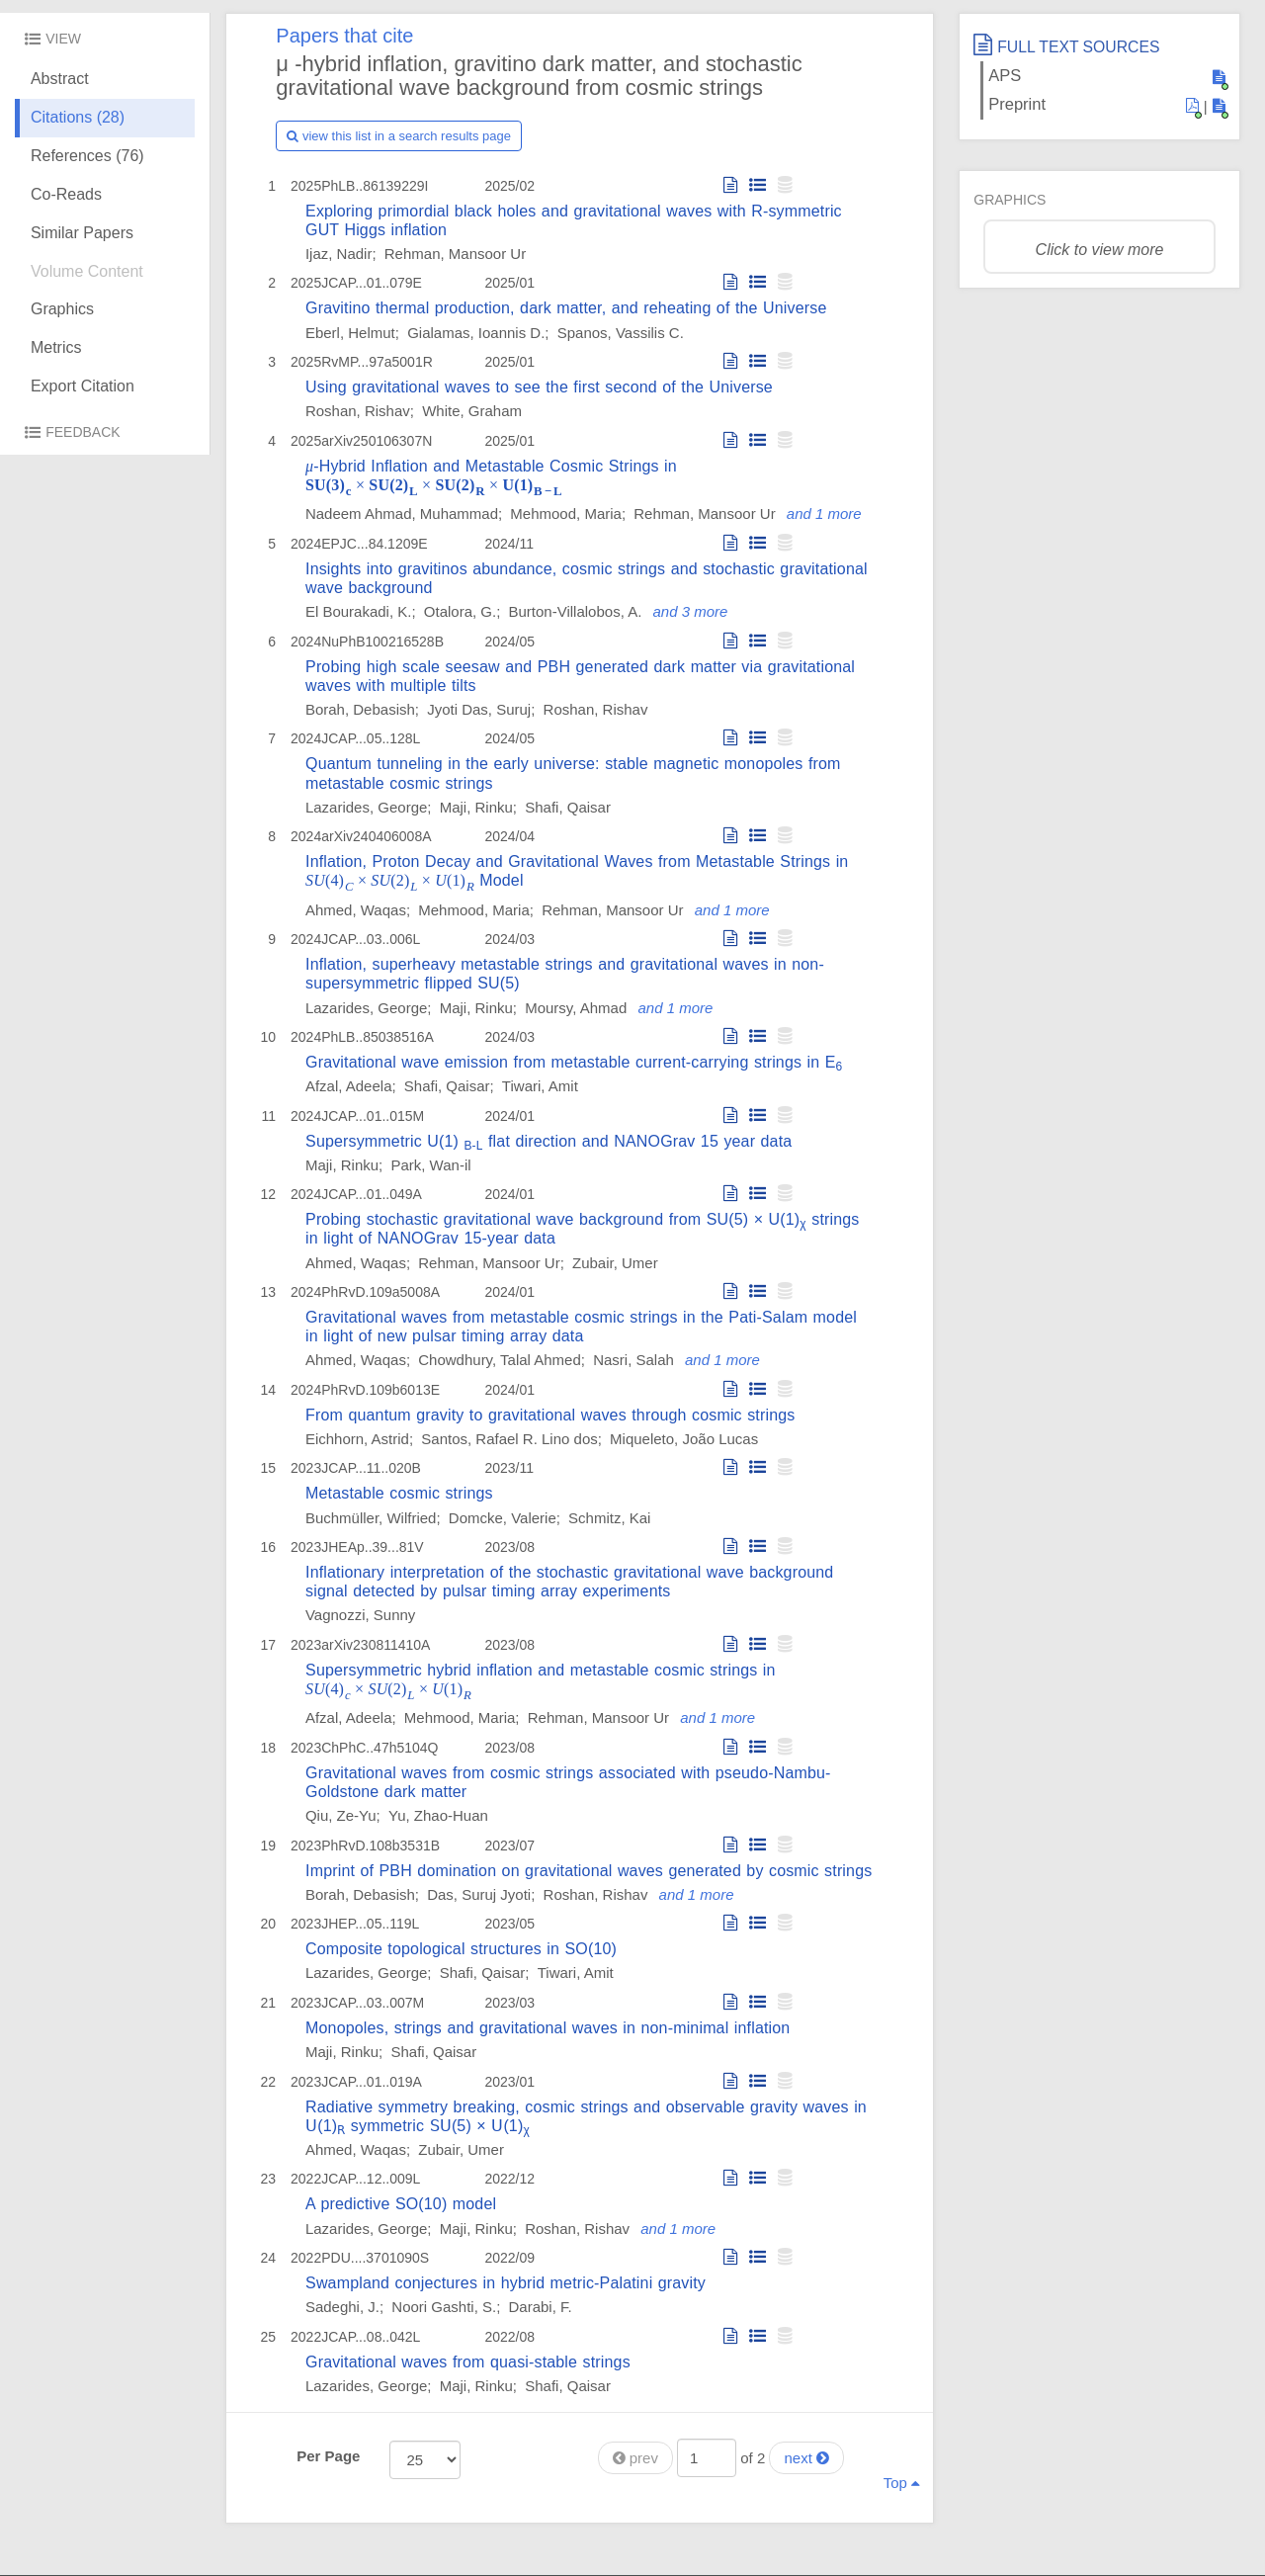 VIEW
Abstract
Citations (28)
References (76)
Co-Reads
Similar Papers
Volume Content
Graphics
Metrics
Export Citation
FEEDBACK
Papers that cite
μ -hybrid inflation, gravitino dark matter, and stochastic
gravitational wave background from cosmic strings
view this list in a search results page
1 2025PhLB..86139229I 2025/02
Exploring primordial black holes and gravitational waves with R-symmetric
GUT Higgs inflation
Ijaz, Nadir; Rehman, Mansoor Ur
2 2025JCAP...01..079E 2025/01
Gravitino thermal production, dark matter, and reheating of the Universe
Eberl, Helmut; Gialamas, Ioannis D.; Spanos, Vassilis C.
3 2025RvMP...97a5001R 2025/01
Using gravitational waves to see the first second of the Universe
Roshan, Rishav; White, Graham
4 2025arXiv250106307N 2025/01
μ-Hybrid Inflation and Metastable Cosmic Strings in
SU(3)c × SU(2)L × SU(2)R × U(1)B−L
Nadeem Ahmad, Muhammad; Mehmood, Maria; Rehman, Mansoor Ur and 1 more
5 2024EPJC...84.1209E 2024/11
Insights into gravitinos abundance, cosmic strings and stochastic gravitational
wave background
El Bourakadi, K.; Otalora, G.; Burton-Villalobos, A. and 3 more
6 2024NuPhB100216528B 2024/05
Probing high scale seesaw and PBH generated dark matter via gravitational
waves with multiple tilts
Borah, Debasish; Jyoti Das, Suruj; Roshan, Rishav
7 2024JCAP...05..128L 2024/05
Quantum tunneling in the early universe: stable magnetic monopoles from
metastable cosmic strings
Lazarides, George; Maji, Rinku; Shafi, Qaisar
8 2024arXiv240406008A 2024/04
Inflation, Proton Decay and Gravitational Waves from Metastable Strings in
SU(4)C × SU(2)L × U(1)R Model
Ahmed, Waqas; Mehmood, Maria; Rehman, Mansoor Ur and 1 more
9 2024JCAP...03..006L 2024/03
Inflation, superheavy metastable strings and gravitational waves in non-
supersymmetric flipped SU(5)
Lazarides, George; Maji, Rinku; Moursy, Ahmad and 1 more
10 2024PhLB..85038516A 2024/03
Gravitational wave emission from metastable current-carrying strings in E6
Afzal, Adeela; Shafi, Qaisar; Tiwari, Amit
11 2024JCAP...01..015M 2024/01
Supersymmetric U(1) B-L flat direction and NANOGrav 15 year data
Maji, Rinku; Park, Wan-il
12 2024JCAP...01..049A 2024/01
Probing stochastic gravitational wave background from SU(5) × U(1)χ strings
in light of NANOGrav 15-year data
Ahmed, Waqas; Rehman, Mansoor Ur; Zubair, Umer
13 2024PhRvD.109a5008A 2024/01
Gravitational waves from metastable cosmic strings in the Pati-Salam model
in light of new pulsar timing array data
Ahmed, Waqas; Chowdhury, Talal Ahmed; Nasri, Salah and 1 more
14 2024PhRvD.109b6013E 2024/01
From quantum gravity to gravitational waves through cosmic strings
Eichhorn, Astrid; Santos, Rafael R. Lino dos; Miqueleto, João Lucas
15 2023JCAP...11..020B 2023/11
Metastable cosmic strings
Buchmüller, Wilfried; Domcke, Valerie; Schmitz, Kai
16 2023JHEAp..39...81V 2023/08
Inflationary interpretation of the stochastic gravitational wave background
signal detected by pulsar timing array experiments
Vagnozzi, Sunny
17 2023arXiv230811410A 2023/08
Supersymmetric hybrid inflation and metastable cosmic strings in
SU(4)c × SU(2)L × U(1)R
Afzal, Adeela; Mehmood, Maria; Rehman, Mansoor Ur and 1 more
18 2023ChPhC..47h5104Q 2023/08
Gravitational waves from cosmic strings associated with pseudo-Nambu-
Goldstone dark matter
Qiu, Ze-Yu; Yu, Zhao-Huan
19 2023PhRvD.108b3531B 2023/07
Imprint of PBH domination on gravitational waves generated by cosmic strings
Borah, Debasish; Das, Suruj Jyoti; Roshan, Rishav and 1 more
20 2023JHEP...05..119L 2023/05
Composite topological structures in SO(10)
Lazarides, George; Shafi, Qaisar; Tiwari, Amit
21 2023JCAP...03..007M 2023/03
Monopoles, strings and gravitational waves in non-minimal inflation
Maji, Rinku; Shafi, Qaisar
22 2023JCAP...01..019A 2023/01
Radiative symmetry breaking, cosmic strings and observable gravity waves in
U(1)R symmetric SU(5) × U(1)χ
Ahmed, Waqas; Zubair, Umer
23 2022JCAP...12..009L 2022/12
A predictive SO(10) model
Lazarides, George; Maji, Rinku; Roshan, Rishav and 1 more
24 2022PDU....3701090S 2022/09
Swampland conjectures in hybrid metric-Palatini gravity
Sadeghi, J.; Noori Gashti, S.; Darabi, F.
25 2022JCAP...08..042L 2022/08
Gravitational waves from quasi-stable strings
Lazarides, George; Maji, Rinku; Shafi, Qaisar
Per Page 25 prev 1 of 2 next
Top
FULL TEXT SOURCES
APS
Preprint |
GRAPHICS
Click to view more